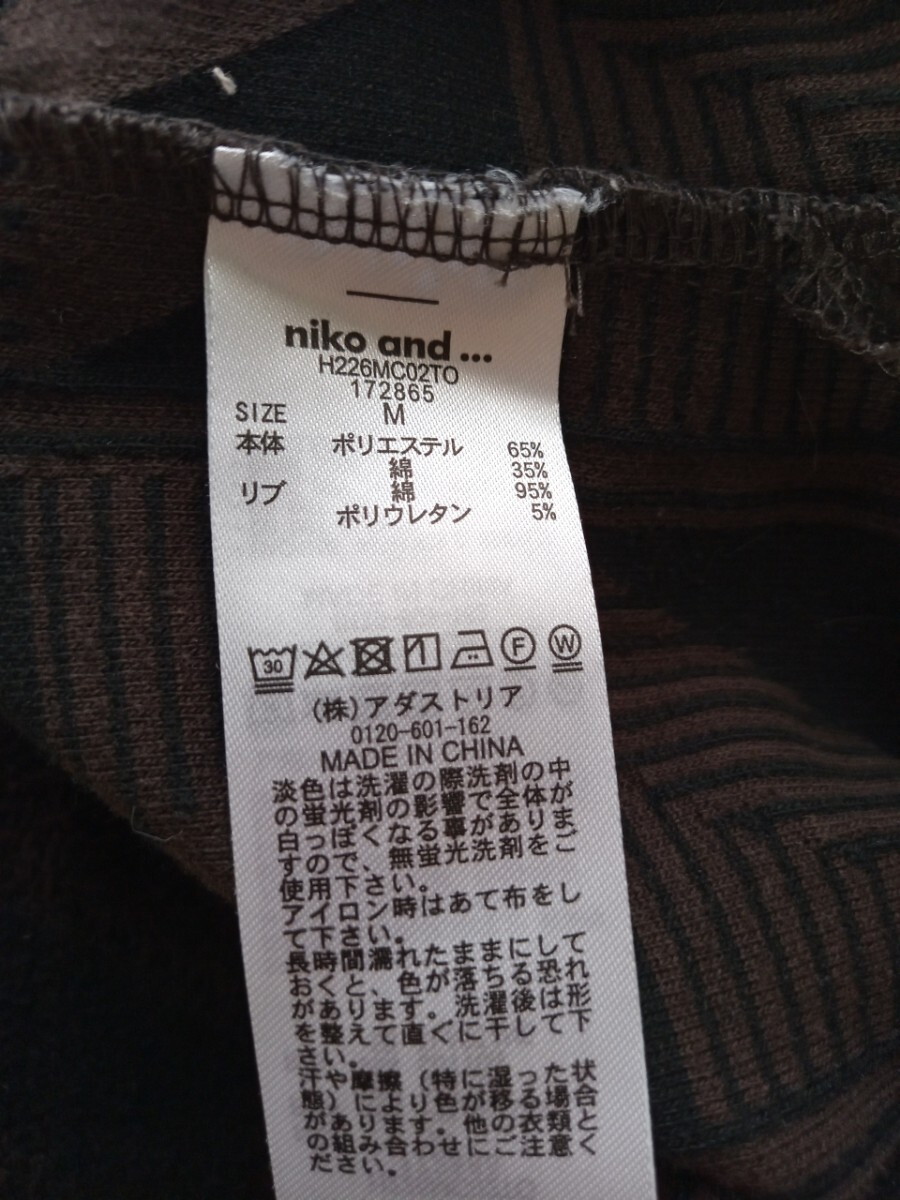 niko and ...
H226MC02TO
172865
SIZE M
本体 ポリエステル 65%
綿 35%
リブ 綿 95%
ポリウレタン 5%
30 F W
(株)アダストリア
0120-601-162
MADE IN CHINA
淡色は洗濯の際洗剤の中
の蛍光剤の影響で全体が
白っぽくなる事がありま
すので、無蛍光洗剤をご
使用下さい。
アイロン時はあて布をし
て下さい。
長時間濡れたままにして
おくと、色が落ちる恐れ
があります。洗濯後は形
を整えて直ぐに干して下
さい。
汗や摩擦（特に湿った状
態）により色が移る場合
があります。他の衣類と
の組み合わせにご注意く
ださい。